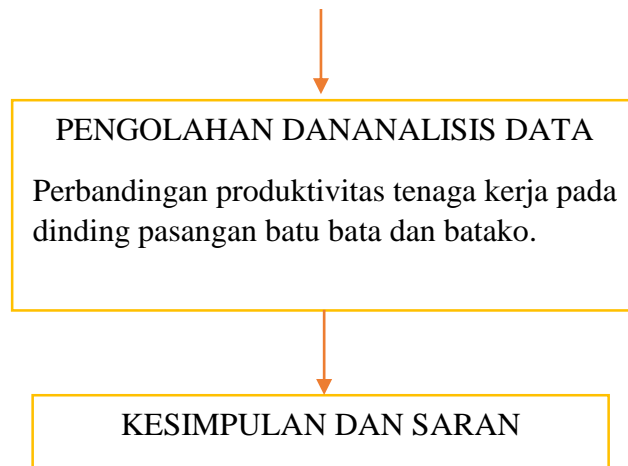 PENGOLAHAN DANANALISIS DATA
Perbandingan produktivitas tenaga kerja pada
dinding pasangan batu bata dan batako.
KESIMPULAN DAN SARAN